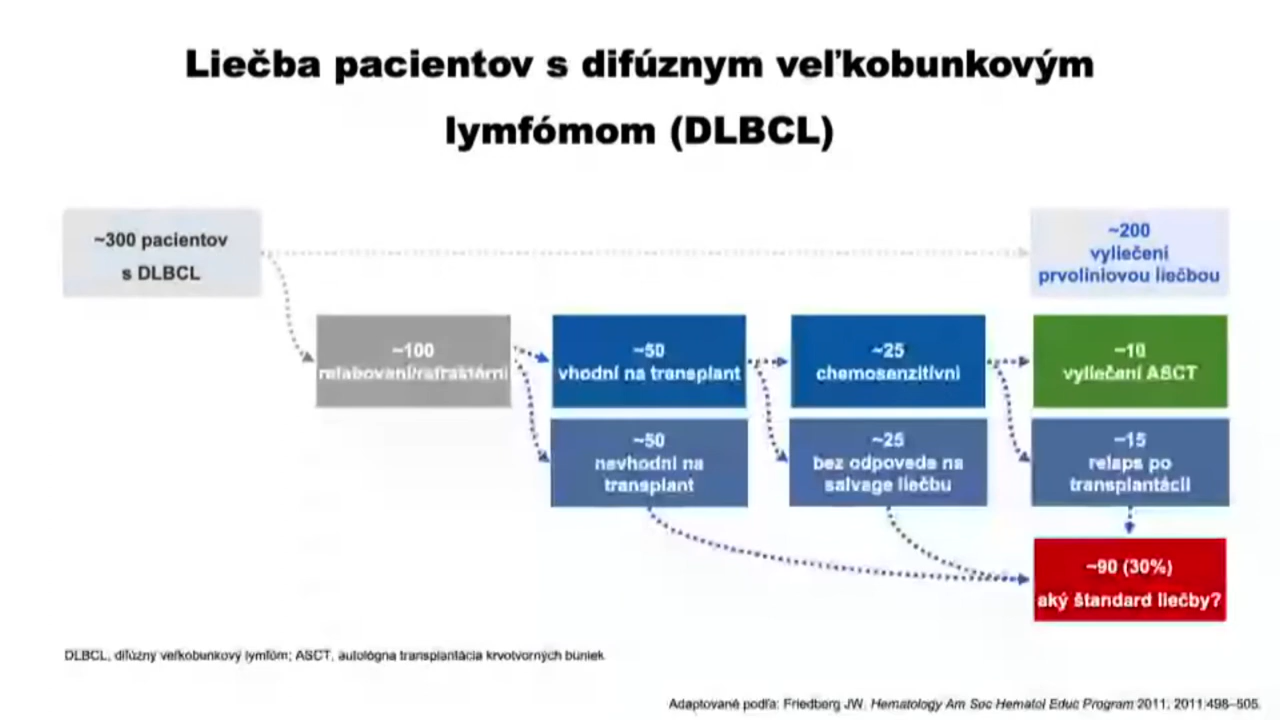 Liečba pacientov s difúznym veľkobunkovým
lymfómom (DLBCL)
~300 pacientov
s DLBCL
~200
vyliečení
prvolíniovou liečbou
~100
relabovaní/refraktérni
~50
vhodní na transplant
~25
chemosenzitívni
~10
vyliečení ASCT
~50
nevhodní na
transplant
~25
bez odpovede na
salvage liečbu
~15
relaps po
transplantácii
~90 (30%)
aký štandard liečby?
DLBCL, difúzny veľkobunkový lymfóm; ASCT, autológna transplantácia krvotvorných buniek
Adaptované podľa: Friedberg JW. Hematology Am Soc Hematol Educ Program 2011; 2011:498–505.